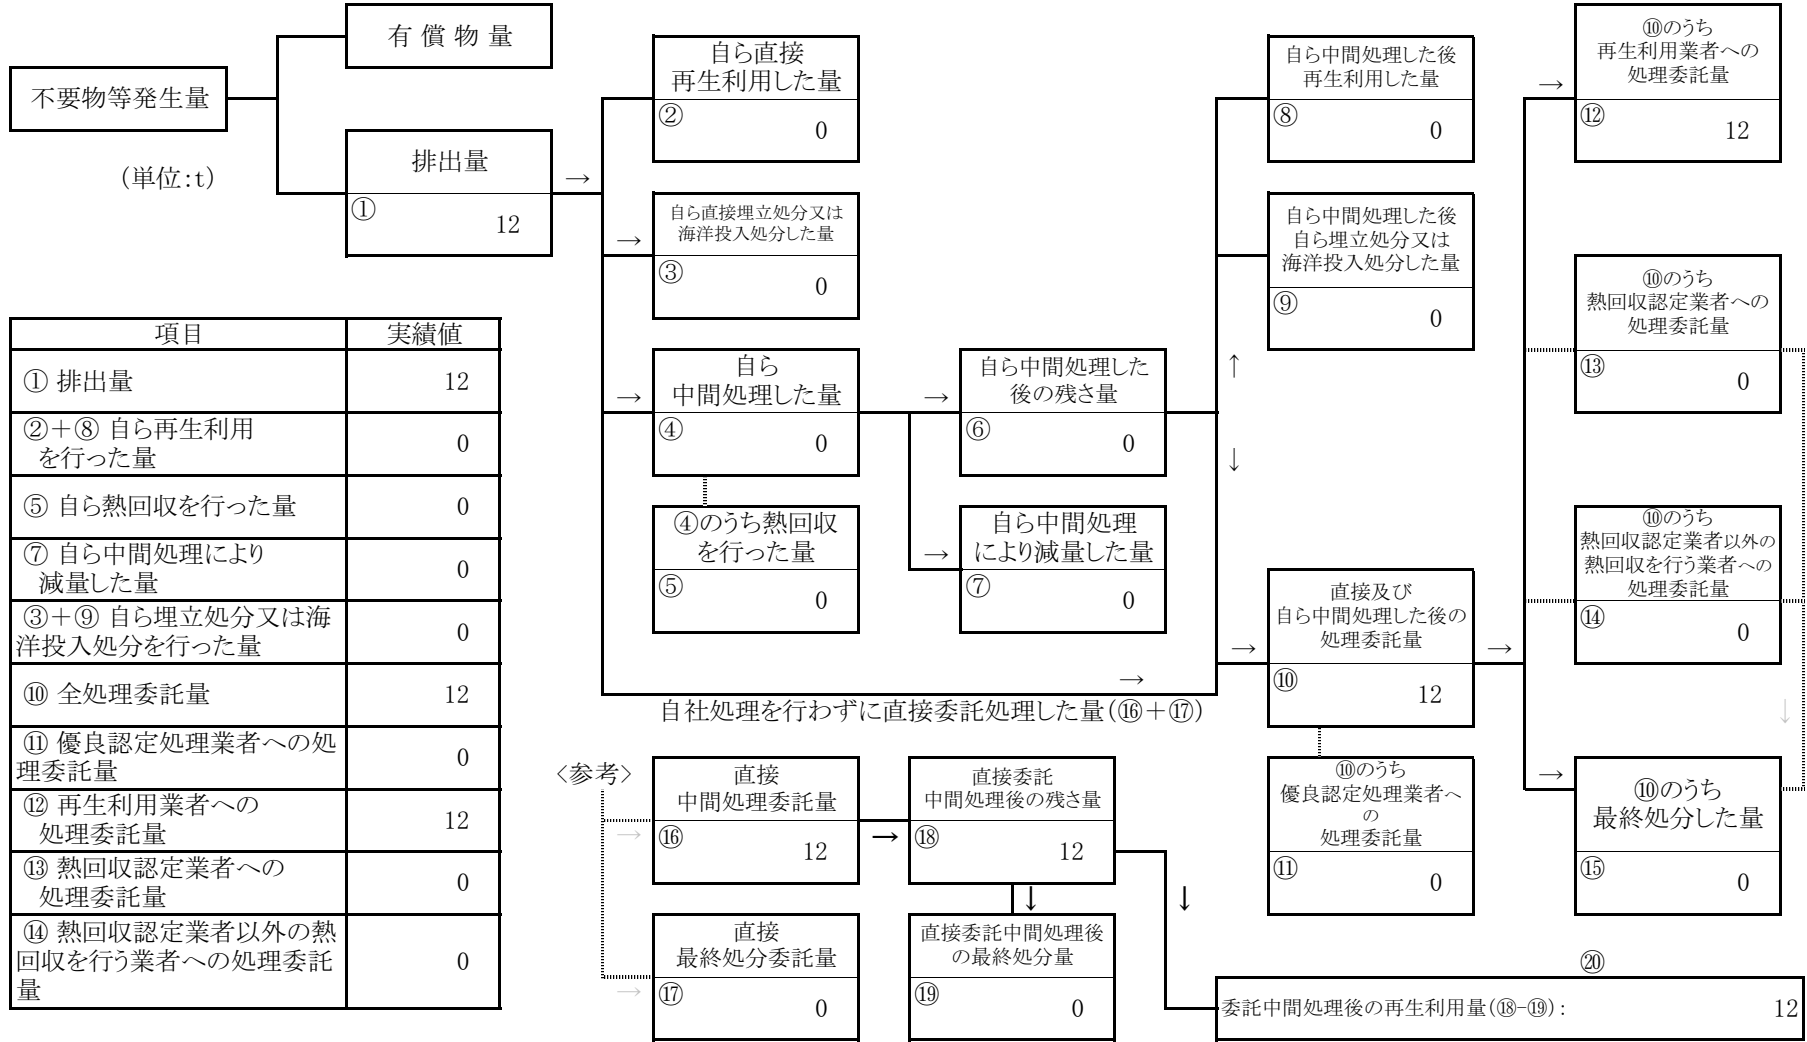 不要物等発生量
(単位:t)
有 償 物 量
排出量
①
12
→
自ら直接
再生利用した量
②
0
→
自ら直接埋立処分又は
海洋投入処分した量
③
0
→
自ら
中間処理した量
④
0
④のうち熱回収
を行った量
⑤
0
→
自ら中間処理した
後の残さ量
⑥
0
→
自ら中間処理
により減量した量
⑦
0
自ら中間処理した後
再生利用した量
⑧
0
自ら中間処理した後
自ら埋立処分又は
海洋投入処分した量
⑨
0
↑
↓
→
自社処理を行わずに直接委託処理した量(⑯+⑰)
→
直接及び
自ら中間処理した後の
処理委託量
⑩
12
⑩のうち
優良認定処理業者へ
の
処理委託量
⑪
0
→
→
⑩のうち
再生利用業者への
処理委託量
⑫
12
⑩のうち
熱回収認定業者への
処理委託量
⑬
0
⑩のうち
熱回収認定業者以外の
熱回収を行う業者への
処理委託量
⑭
0
↓
→
⑩のうち
最終処分した量
⑮
0
項目 実績値
① 排出量 12
②+⑧ 自ら再生利用
を行った量
0
⑤ 自ら熱回収を行った量 0
⑦ 自ら中間処理により
減量した量
0
③+⑨ 自ら埋立処分又は海
洋投入処分を行った量
0
⑩ 全処理委託量 12
⑪ 優良認定処理業者への処
理委託量
0
⑫ 再生利用業者への
処理委託量
12
⑬ 熱回収認定業者への
処理委託量
0
⑭ 熱回収認定業者以外の熱
回収を行う業者への処理委託
量
0
<参考>
→
直接
中間処理委託量
⑯
12
→
直接委託
中間処理後の残さ量
⑱
12
→
直接
最終処分委託量
⑰
0
↓
直接委託中間処理後
の最終処分量
⑲
0
↓
⑳
委託中間処理後の再生利用量(⑱-⑲): 12